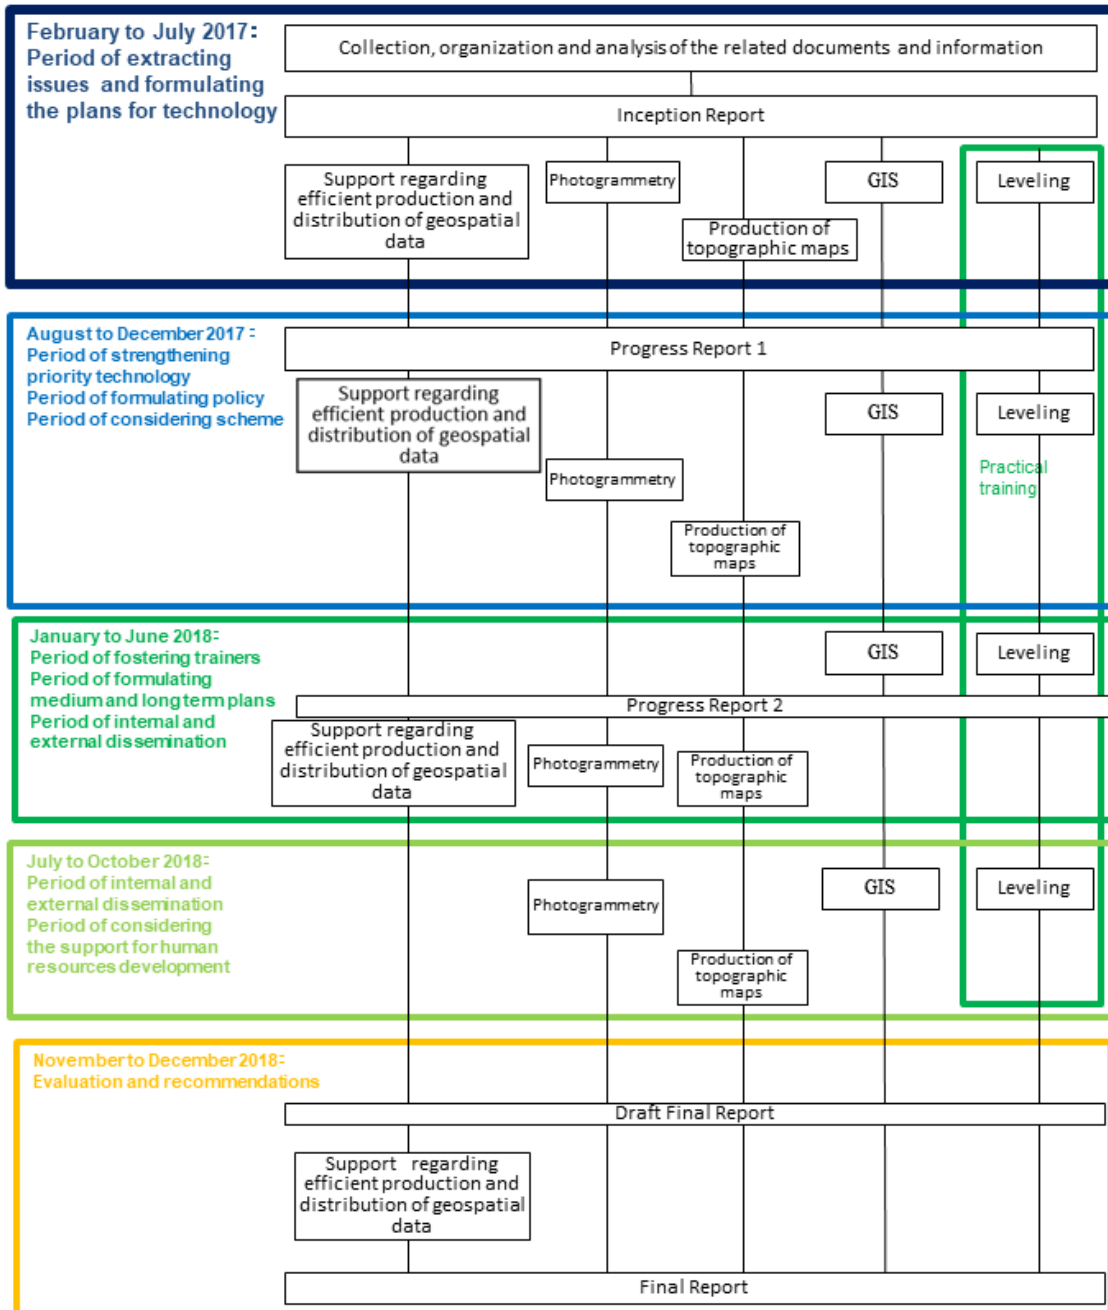 February to July 2017:
Period of extracting
issues and formulating
the plans for technology
Collection, organization and analysis of the related documents and information
Inception Report
Support regarding
efficient production and
distribution of geospatial
data
Photogrammetry
Production of
topographic maps
GIS
Leveling
August to December 2017:
Period of strengthening
priority technology
Period of formulating policy
Period of considering scheme
Progress Report 1
Support regarding
efficient production and
distribution of geospatial
data
Photogrammetry
Production of
topographic
maps
GIS
Leveling
Practical
training
January to June 2018:
Period of fostering trainers
Period of formulating
medium and long term plans
Period of internal and
external dissemination
GIS
Leveling
Progress Report 2
Support regarding
efficient production and
distribution of geospatial
data
Photogrammetry
Production of
topographic
maps
July to October 2018:
Period of internal and
external dissemination
Period of considering
the support for human
resources development
Photogrammetry
Production of
topographic
maps
GIS
Leveling
November to December 2018:
Evaluation and recommendations
Draft Final Report
Support regarding
efficient production and
distribution of geospatial
data
Final Report